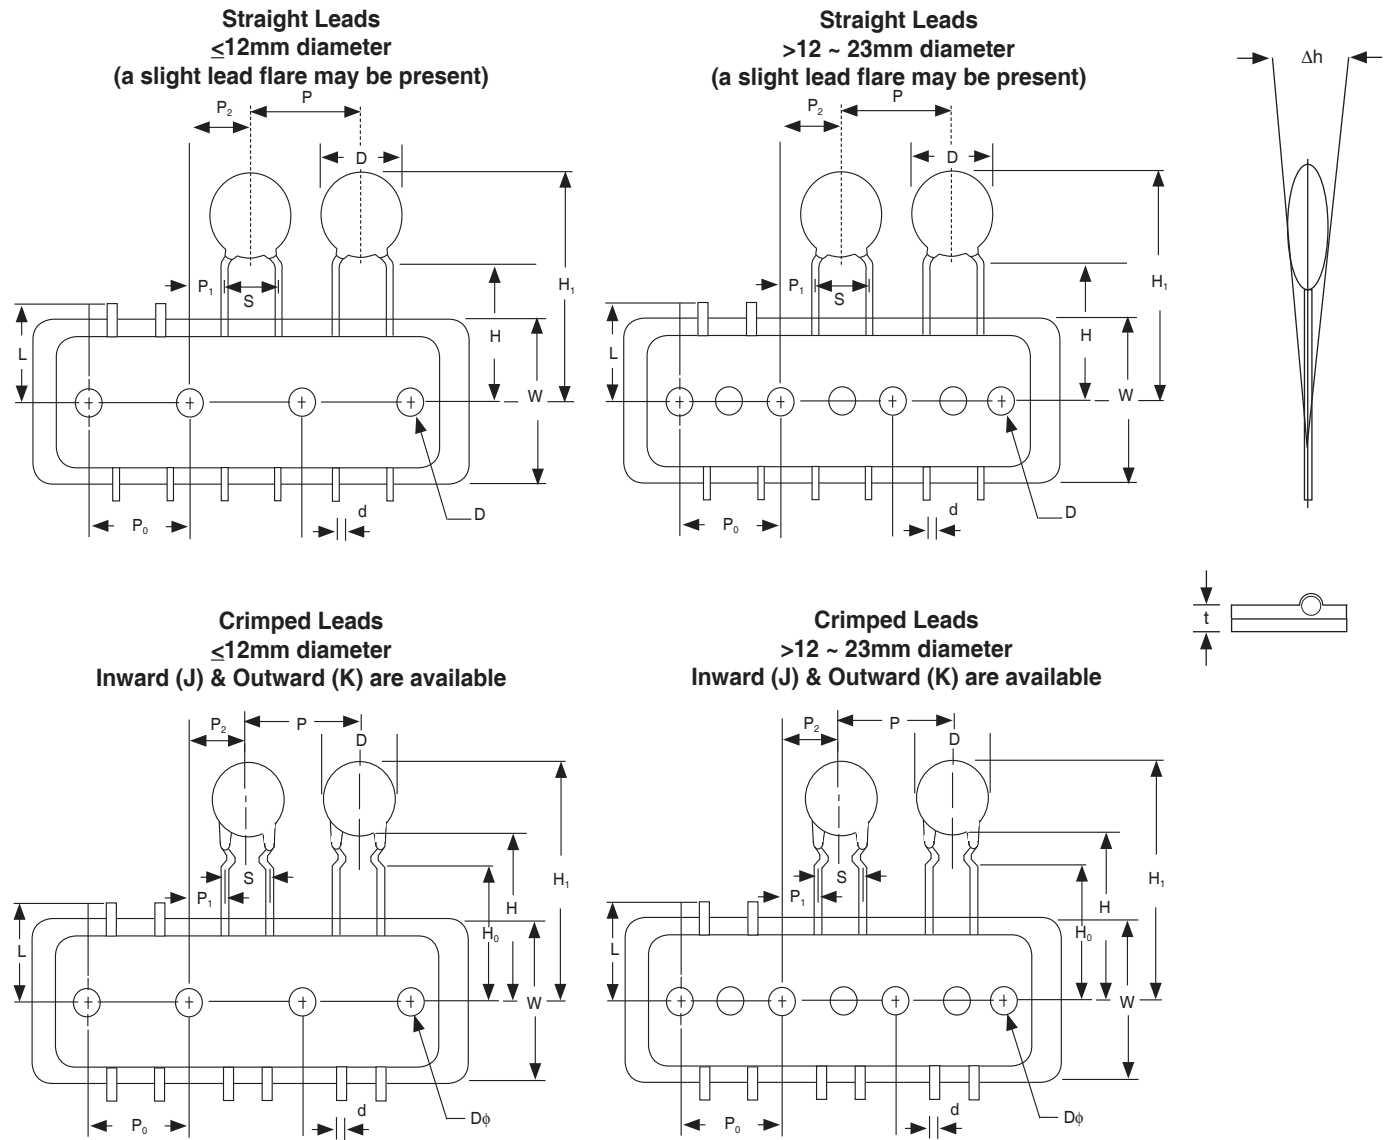 Straight Leads
≤12mm diameter
(a slight lead flare may be present)
P
P₂
D
P₁
S
H₁
H
L
W
P₀
d
D
Straight Leads
>12 ~ 23mm diameter
(a slight lead flare may be present)
P
P₂
D
P₁
S
H₁
H
L
W
P₀
d
D
Δh
t
Crimped Leads
≤12mm diameter
Inward (J) & Outward (K) are available
P₂
P
D
S
P₁
H₁
H
H₀
L
W
P₀
d
Dϕ
Crimped Leads
>12 ~ 23mm diameter
Inward (J) & Outward (K) are available
P₂
P
D
S
P₁
H₁
H
H₀
L
W
P₀
d
Dϕ